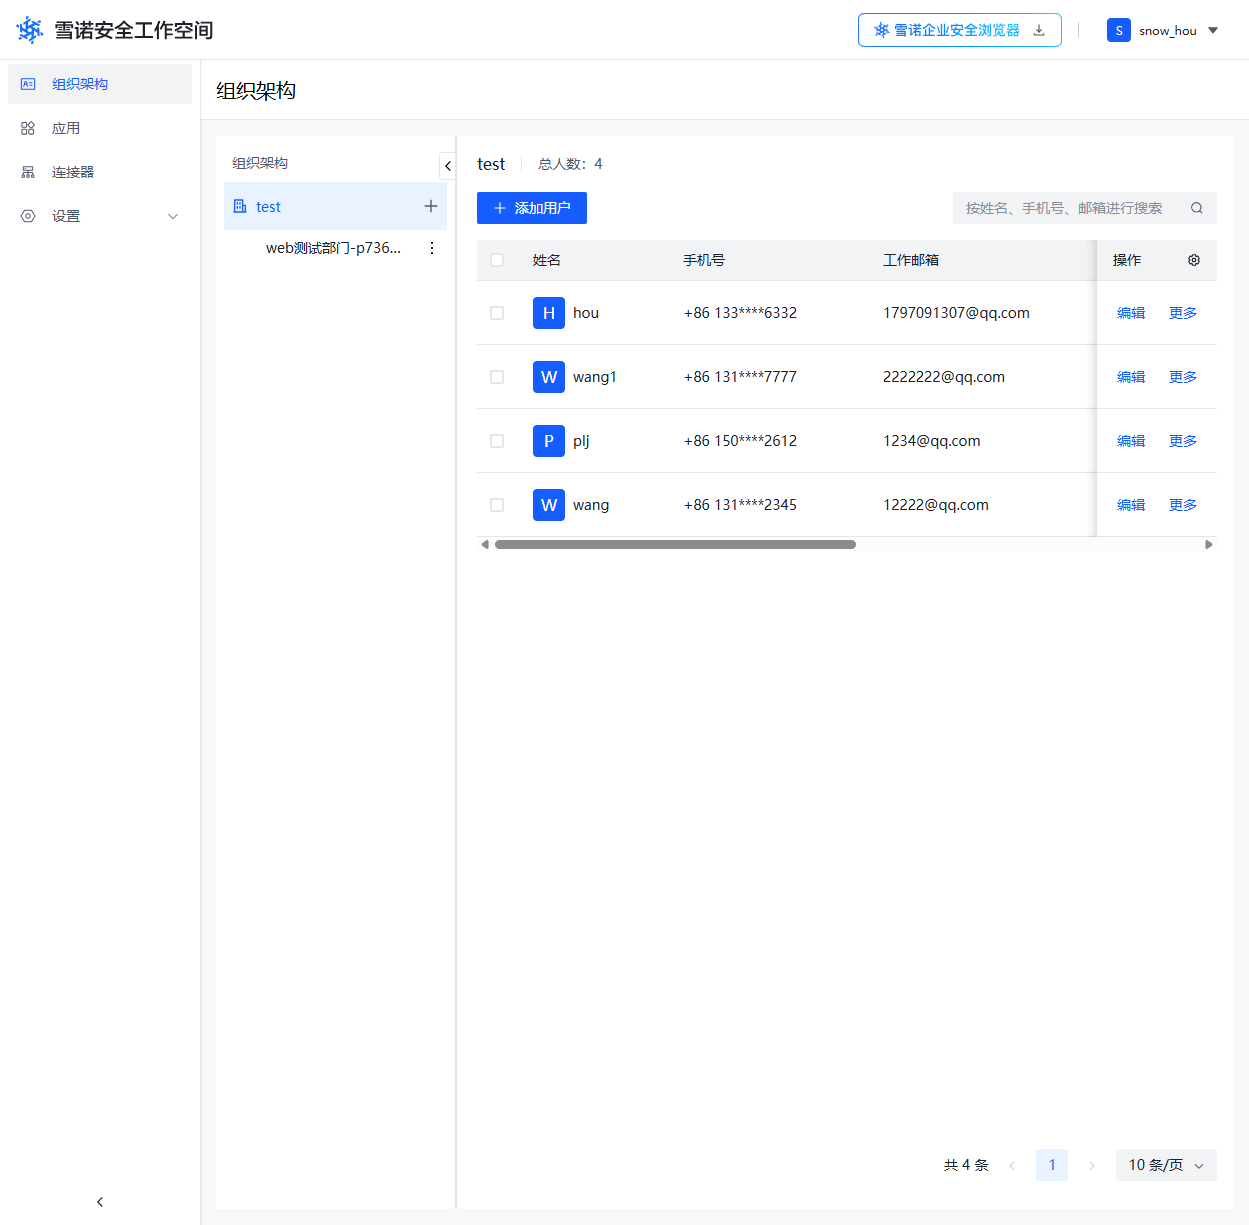 雪诺安全工作空间
雪诺企业安全浏览器
S snow_hou
组织架构
应用
连接器
设置
组织架构
组织架构
test
web测试部门-p736...
test 总人数：4
添加用户
按姓名、手机号、邮箱进行搜索
姓名 手机号 工作邮箱 操作
H hou +86 133****6332 1797091307@qq.com 编辑 更多
W wang1 +86 131****7777 2222222@qq.com 编辑 更多
P plj +86 150****2612 1234@qq.com 编辑 更多
W wang +86 131****2345 12222@qq.com 编辑 更多
共 4 条 1 10 条/页